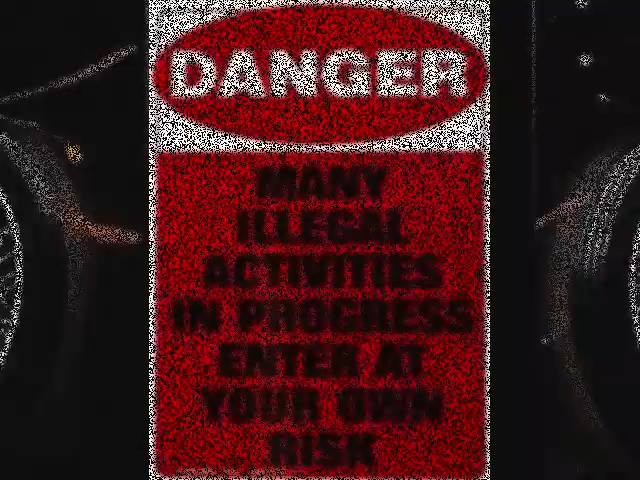 DANGER
MANY
ILLEGAL
ACTIVITIES
IN PROGRESS
ENTER AT
YOUR OWN
RISK